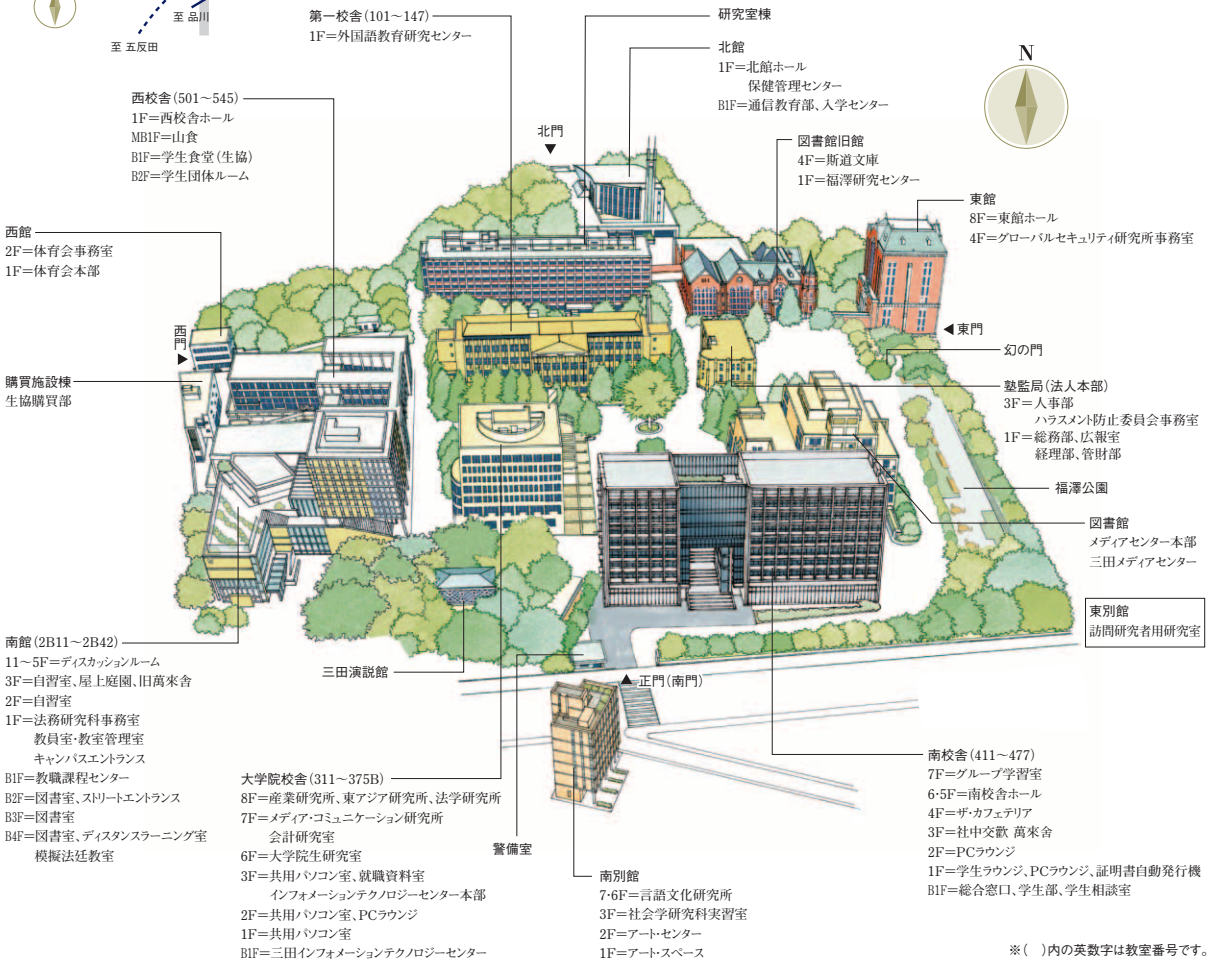 至 品川
至 五反田
第一校舎(101~147)
1F=外国語教育研究センター
研究室棟
北館
1F=北館ホール
保健管理センター
B1F=通信教育部、入学センター
N
西校舎(501~545)
1F=西校舎ホール
MB1F=山食
B1F=学生食堂(生協)
B2F=学生団体ルーム
北門
図書館旧館
4F=斯道文庫
1F=福澤研究センター
東館
8F=東館ホール
4F=グローバルセキュリティ研究所事務室
西館
2F=体育会事務室
1F=体育会本部
西門
東門
幻の門
購買施設棟
生協購買部
塾監局(法人本部)
3F=人事部
ハラスメント防止委員会事務室
1F=総務部、広報室
経理部、管財部
福澤公園
図書館
メディアセンター本部
三田メディアセンター
東別館
訪問研究者用研究室
南館(2B11~2B42)
11~5F=ディスカッションルーム
3F=自習室、屋上庭園、旧萬來舎
2F=自習室
1F=法務研究科事務室
教員室・教室管理室
キャンパスエントランス
B1F=教職課程センター
B2F=図書室、ストリートエントランス
B3F=図書室
B4F=図書室、ディスタンスラーニング室
模擬法廷教室
三田演説館
正門(南門)
大学院校舎(311~375B)
8F=産業研究所、東アジア研究所、法学研究所
7F=メディア・コミュニケーション研究所
会計研究室
6F=大学院生研究室
3F=共用パソコン室、就職資料室
インフォメーションテクノロジーセンター本部
2F=共用パソコン室、PCラウンジ
1F=共用パソコン室
B1F=三田インフォメーションテクノロジーセンター
警備室
南別館
7・6F=言語文化研究所
3F=社会学研究科実習室
2F=アート・センター
1F=アート・スペース
南校舎(411~477)
7F=グループ学習室
6・5F=南校舎ホール
4F=ザ・カフェテリア
3F=社中交歡 萬來舎
2F=PCラウンジ
1F=学生ラウンジ、PCラウンジ、証明書自動発行機
B1F=総合窓口、学生部、学生相談室
※( )内の英数字は教室番号です。